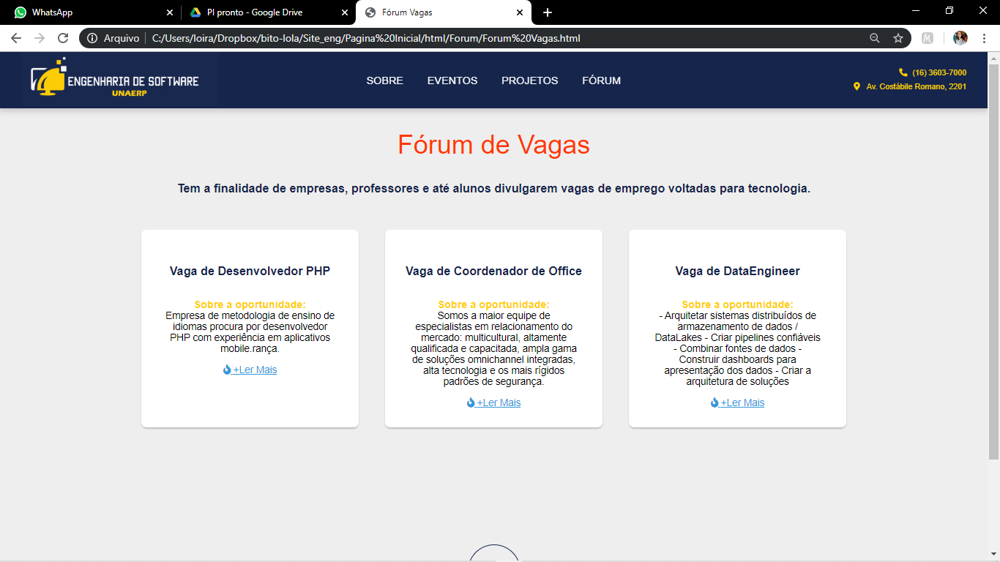 WhatsApp
PI pronto - Google Drive
Fórum Vagas
Arquivo
C:/Users/loira/Dropbox/bito-lola/Site_eng/Pagina%20Inicial/html/Forum/Forum%20Vagas.html
ENGENHARIA DE SOFTWARE
UNAERP
SOBRE
EVENTOS
PROJETOS
FÓRUM
(16) 3603-7000
Av. Costábile Romano, 2201
Fórum de Vagas
Tem a finalidade de empresas, professores e até alunos divulgarem vagas de emprego voltadas para tecnologia.
Vaga de Desenvolvedor PHP
Sobre a oportunidade:
Empresa de metodologia de ensino de
idiomas procura por desenvolvedor
PHP com experiência em aplicativos
mobile.rança.
+Ler Mais
Vaga de Coordenador de Office
Sobre a oportunidade:
Somos a maior equipe de
especialistas em relacionamento do
mercado: multicultural, altamente
qualificada e capacitada, ampla gama
de soluções omnichannel integradas,
alta tecnologia e os mais rígidos
padrões de segurança.
+Ler Mais
Vaga de DataEngineer
Sobre a oportunidade:
- Arquitetar sistemas distribuídos de
armazenamento de dados /
DataLakes - Criar pipelines confiáveis
- Combinar fontes de dados -
Construir dashboards para
apresentação dos dados - Criar a
arquitetura de soluções
+Ler Mais